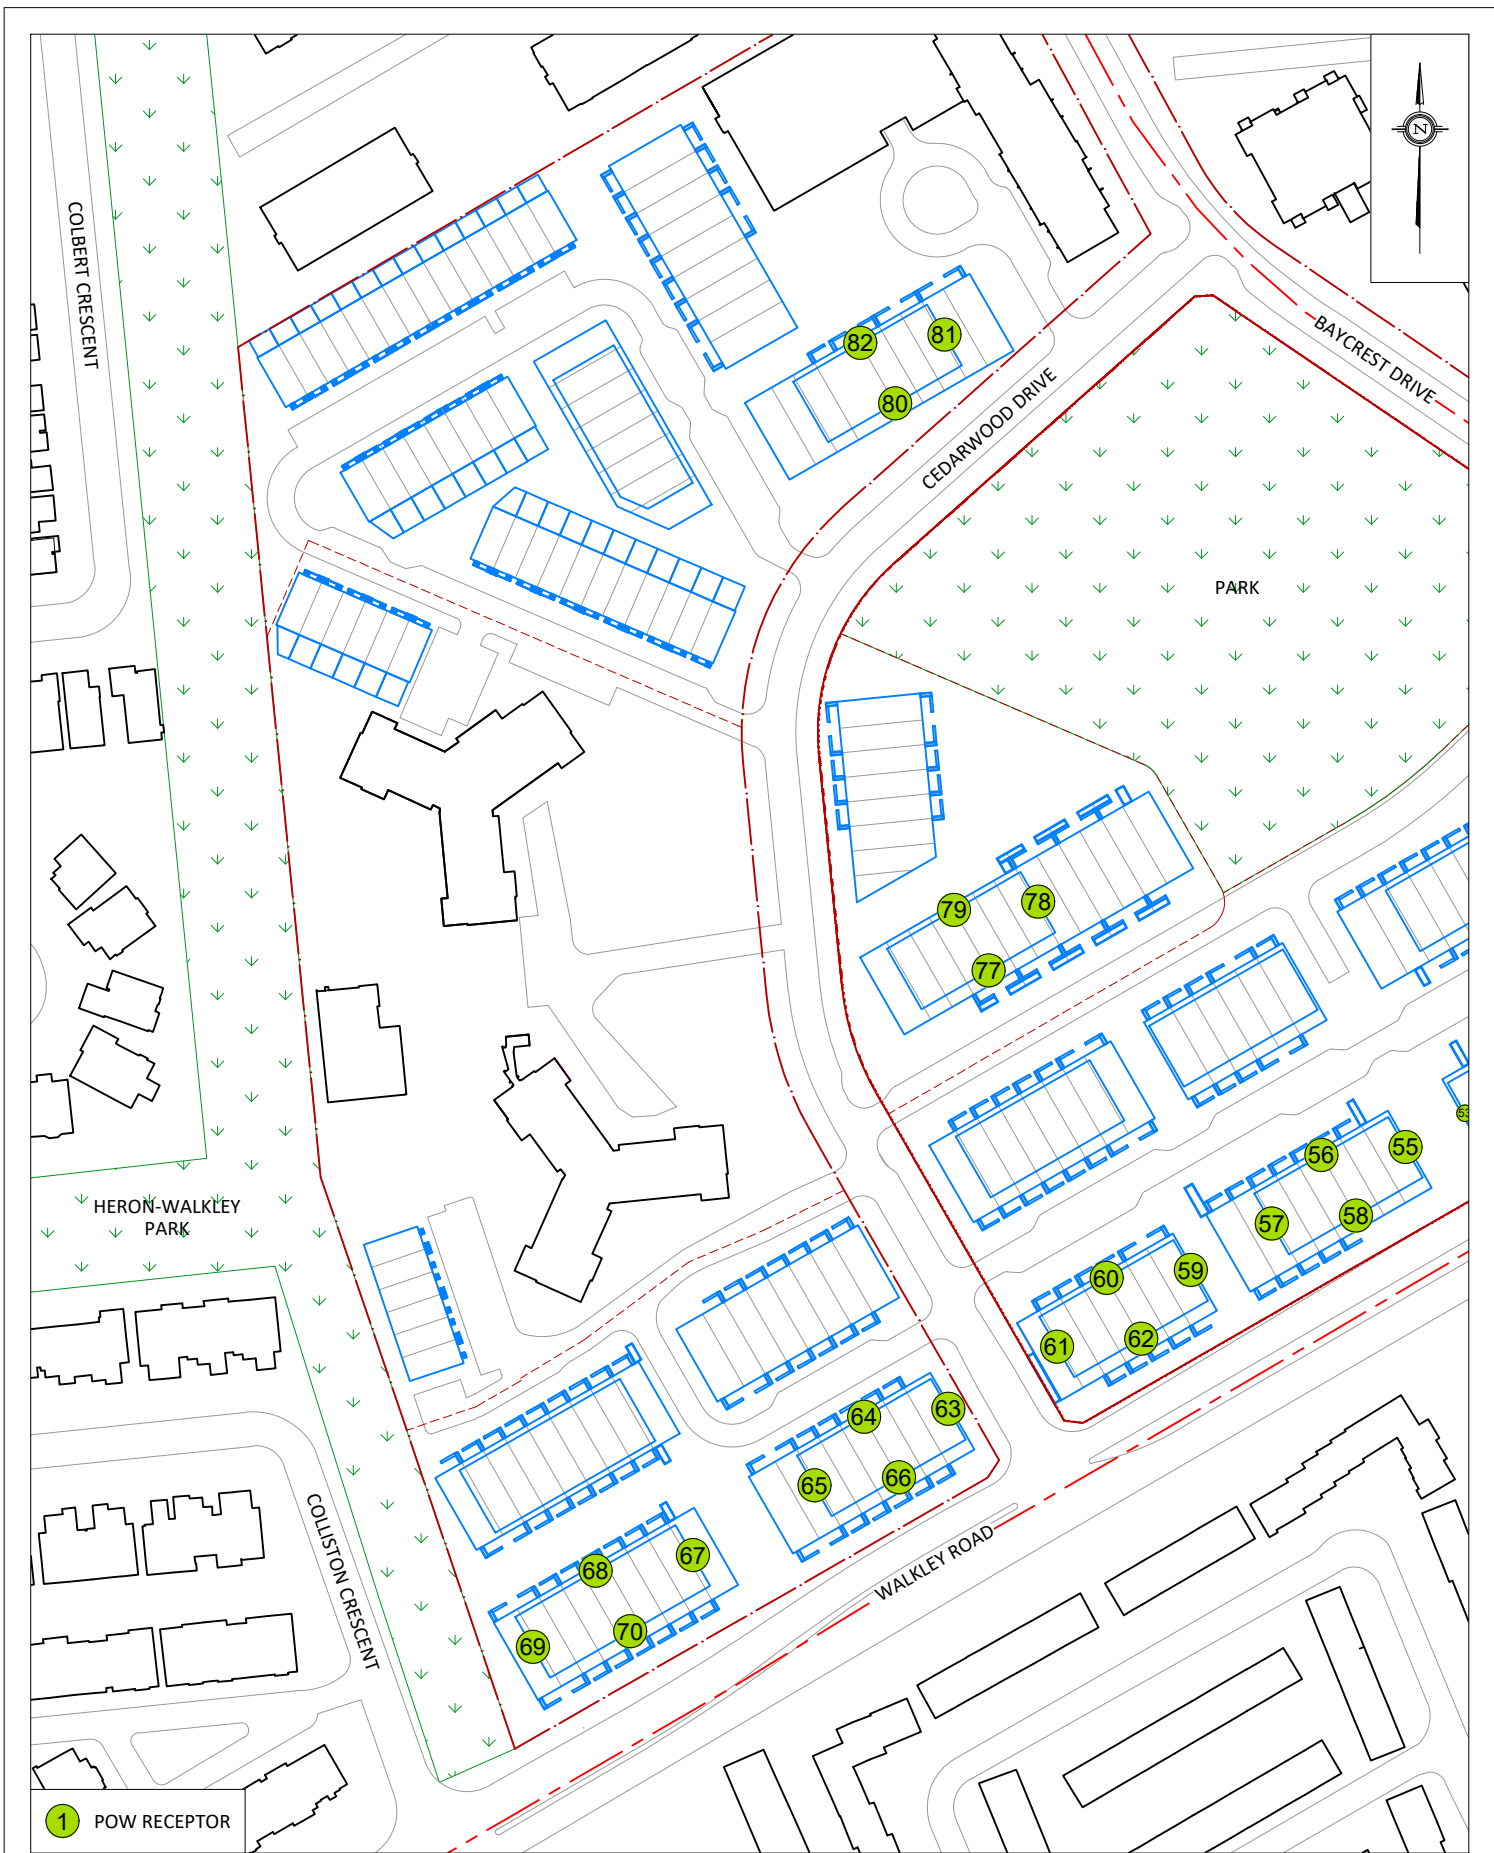 N
COLBERT CRESCENT
BAYCREST DRIVE
82
81
80
CEDARWOOD DRIVE
PARK
79
78
77
53
56
55
57
58
HERON-WALKLEY
PARK
60
59
61
62
64
63
65
66
COLLISTON CRESCENT
WALKLEY ROAD
68
67
69
70
1 POW RECEPTOR